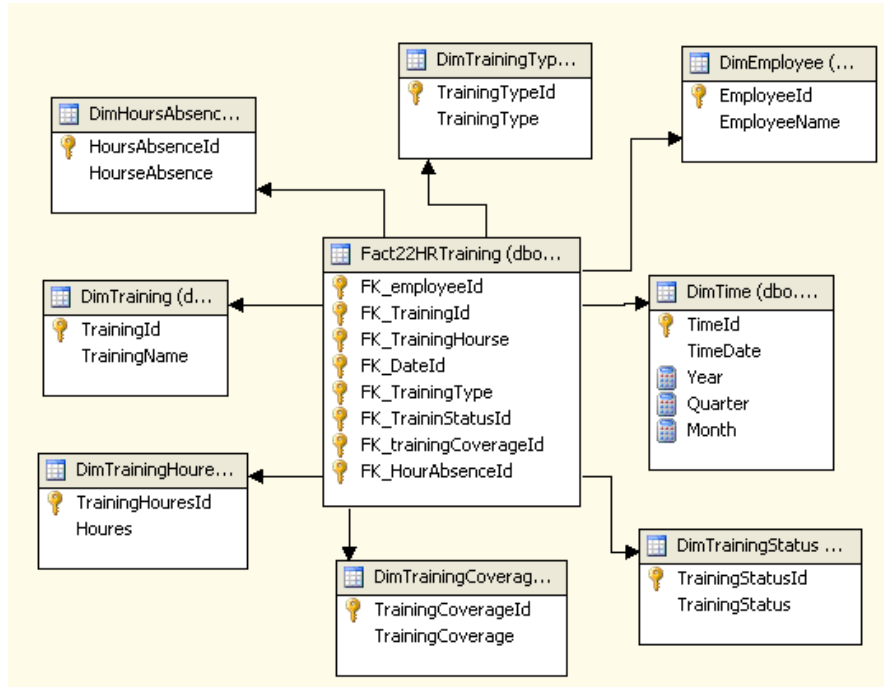 DimTrainingTyp...
TrainingTypeId
TrainingType
DimEmployee (...
EmployeeId
EmployeeName
DimHoursAbsenc...
HoursAbsenceId
HourseAbsence
Fact22HRTraining (dbo...
FK_employeeId
FK_TrainingId
FK_TrainingHourse
FK_DateId
FK_TrainingType
FK_TraininStatusId
FK_trainingCoverageId
FK_HourAbsenceId
DimTraining (d...
TrainingId
TrainingName
DimTime (dbo....
TimeId
TimeDate
Year
Quarter
Month
DimTrainingHoure...
TrainingHouresId
Houres
DimTrainingCoverag...
TrainingCoverageId
TrainingCoverage
DimTrainingStatus ...
TrainingStatusId
TrainingStatus